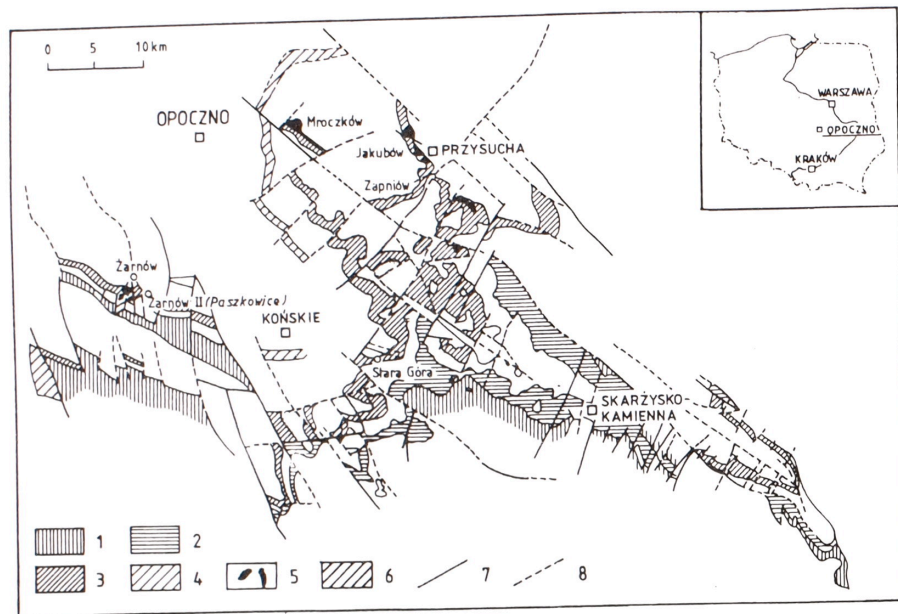 0 5 10 km
OPOCZNO
Mroczków
Jakubów
PRZYSUCHA
Zapniów
Żarnów
Żarnów II (Paszkowice)
KOŃSKIE
Stara Góra
SKARŻYSKO
KAMIENNA
WARSZAWA
OPOCZNO
KRAKÓW
1 2
3 4 5 6 7 8